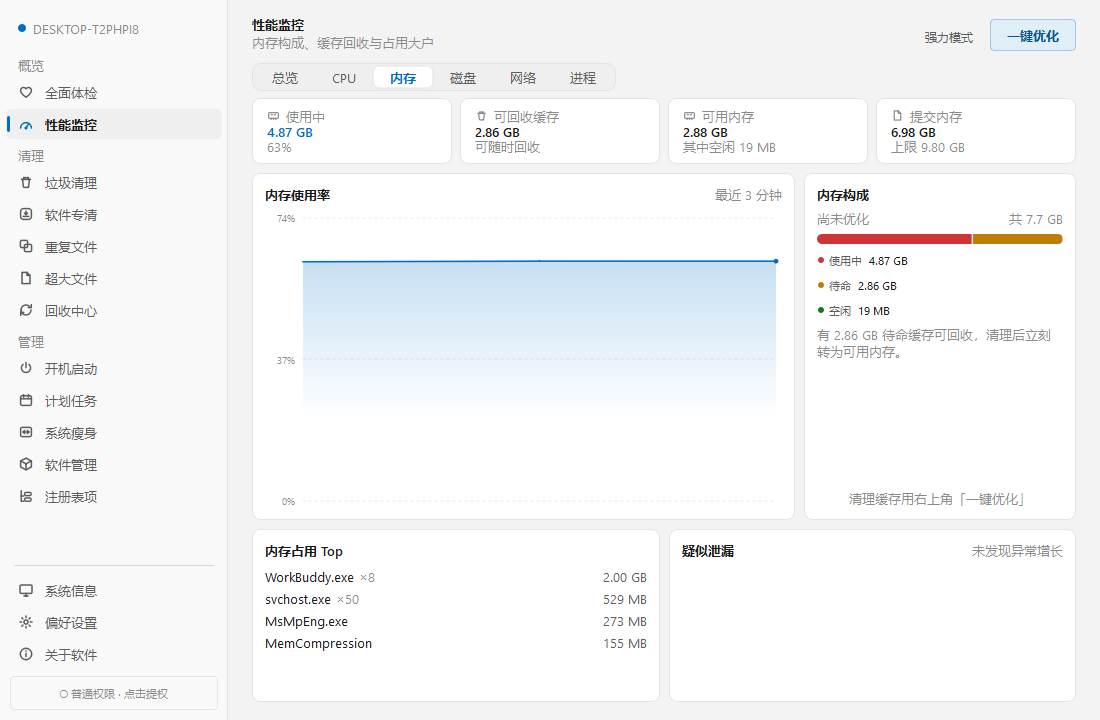 DESKTOP-T2PHPI8
概览
全面体检
性能监控
清理
垃圾清理
软件专清
重复文件
超大文件
回收中心
管理
开机启动
计划任务
系统瘦身
软件管理
注册表项
系统信息
偏好设置
关于软件
普通权限 · 点击提权
性能监控
内存构成、缓存回收与占用大户
强力模式
一键优化
总览 CPU 内存 磁盘 网络 进程
使用中
4.87 GB
63%
可回收缓存
2.86 GB
可随时回收
可用内存
2.88 GB
其中空闲 19 MB
提交内存
6.98 GB
上限 9.80 GB
内存使用率 最近 3 分钟
74%
37%
0%
内存构成
尚未优化 共 7.7 GB
使用中 4.87 GB
待命 2.86 GB
空闲 19 MB
有 2.86 GB 待命缓存可回收，清理后立刻
转为可用内存。
清理缓存用右上角「一键优化」
内存占用 Top
WorkBuddy.exe ×8 2.00 GB
svchost.exe ×50 529 MB
MsMpEng.exe 273 MB
MemCompression 155 MB
疑似泄漏 未发现异常增长